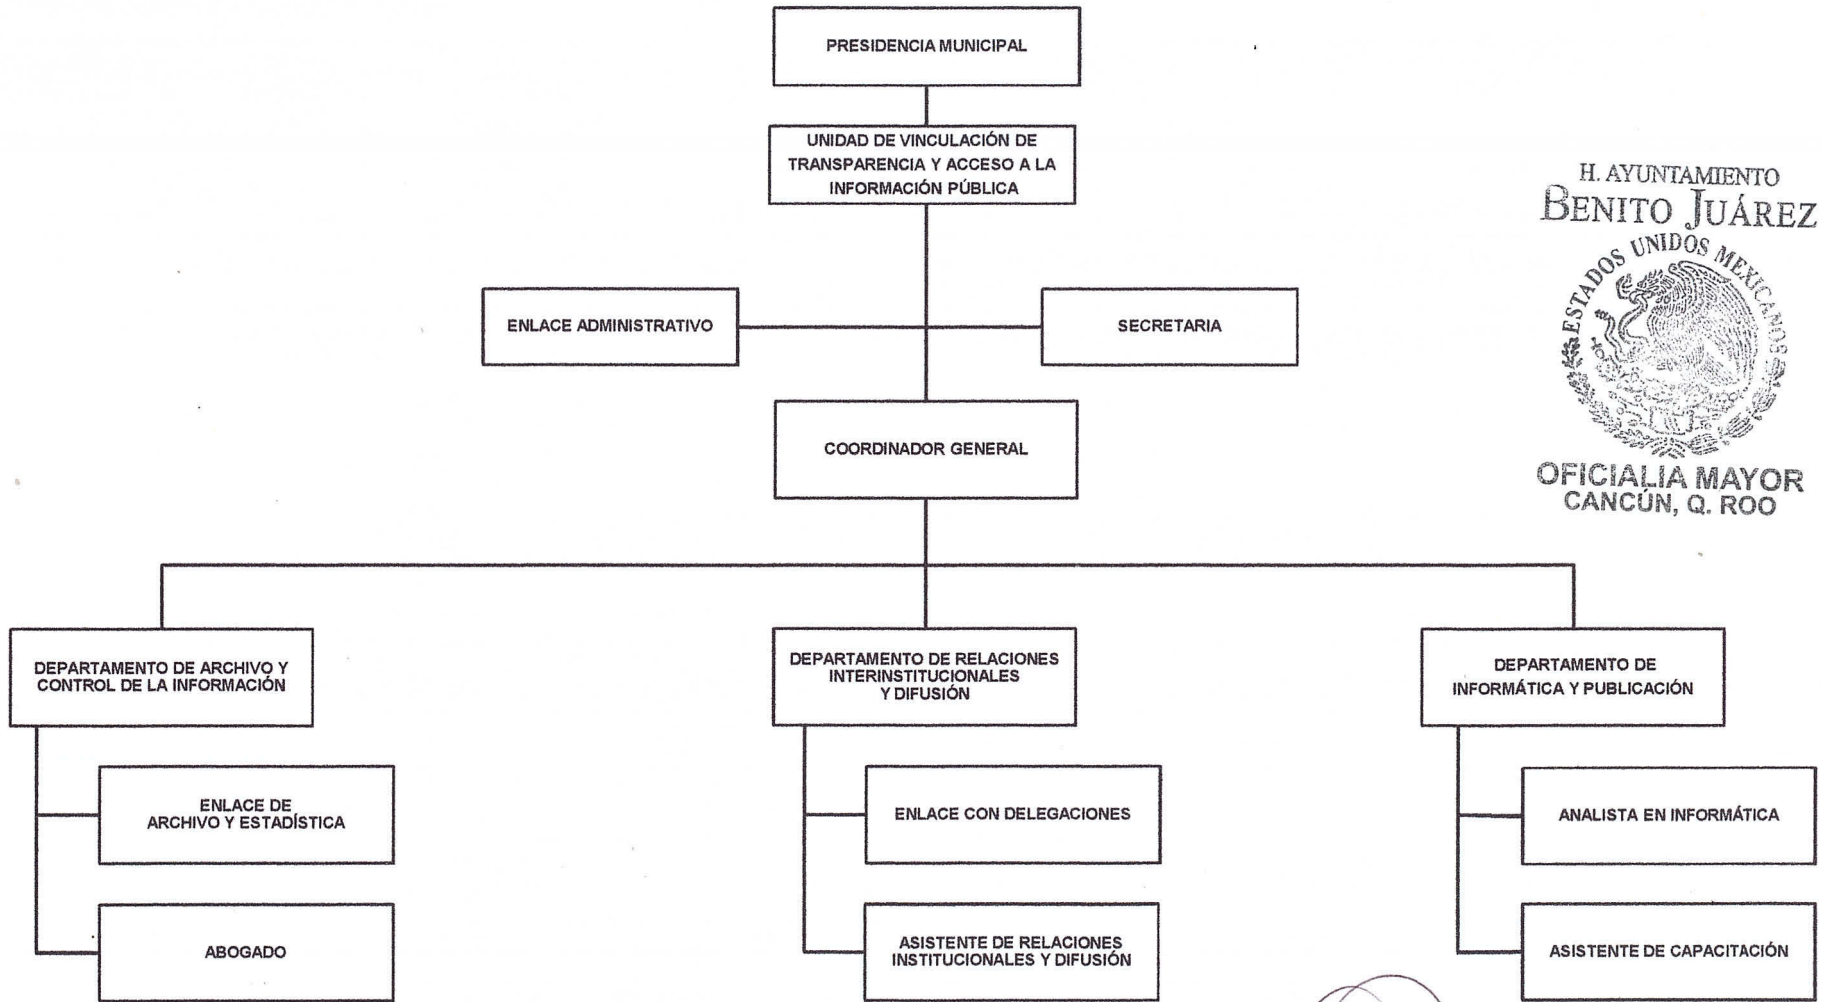 PRESIDENCIA MUNICIPAL
UNIDAD DE VINCULACIÓN DE
TRANSPARENCIA Y ACCESO A LA
INFORMACIÓN PÚBLICA
H. AYUNTAMIENTO
BENITO JUÁREZ
ESTADOS UNIDOS MEXICANOS
OFICIALIA MAYOR
CANCÚN, Q. ROO
ENLACE ADMINISTRATIVO
SECRETARIA
COORDINADOR GENERAL
DEPARTAMENTO DE ARCHIVO Y
CONTROL DE LA INFORMACIÓN
ENLACE DE
ARCHIVO Y ESTADÍSTICA
ABOGADO
DEPARTAMENTO DE RELACIONES
INTERINSTITUCIONALES
Y DIFUSIÓN
ENLACE CON DELEGACIONES
ASISTENTE DE RELACIONES
INSTITUCIONALES Y DIFUSIÓN
DEPARTAMENTO DE
INFORMÁTICA Y PUBLICACIÓN
ANALISTA EN INFORMÁTICA
ASISTENTE DE CAPACITACIÓN